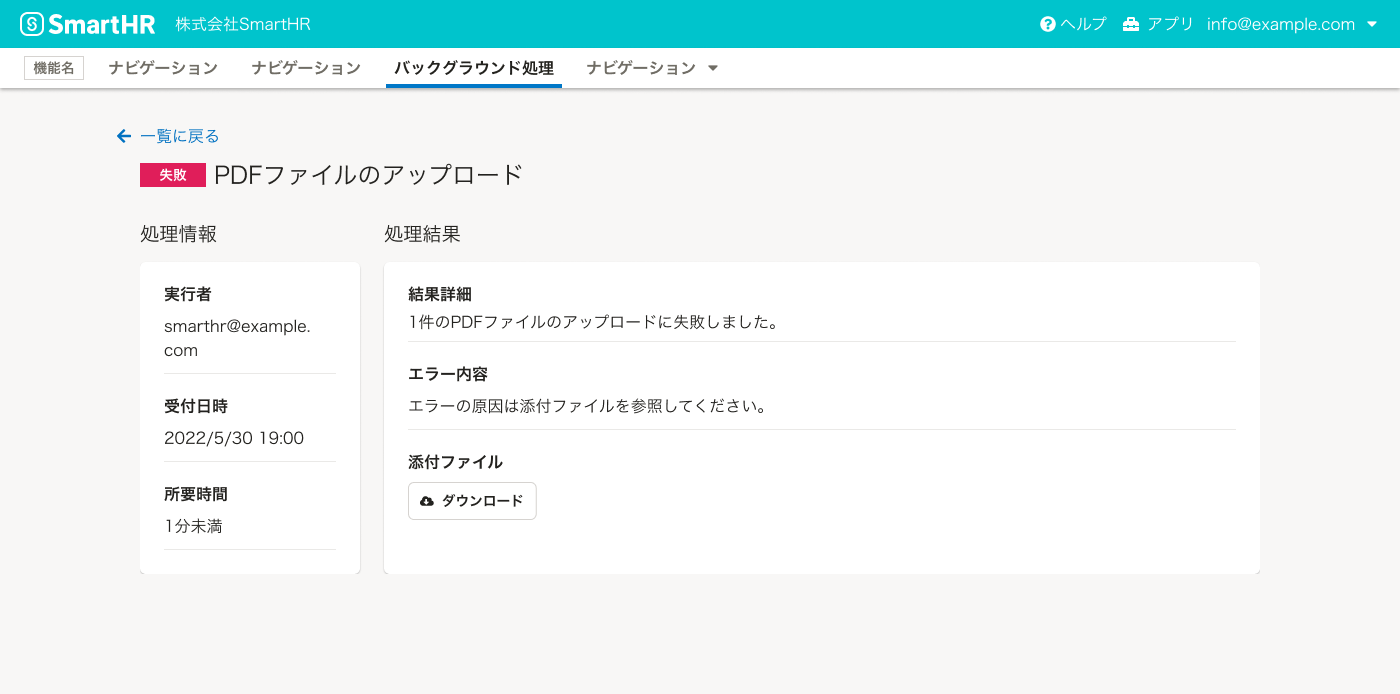 SmartHR 株式会社SmartHR ヘルプ アプリ info@example.com
機能名 ナビゲーション ナビゲーション バックグラウンド処理 ナビゲーション
一覧に戻る
失敗 PDFファイルのアップロード
処理情報
実行者
smarthr@example.
com
受付日時
2022/5/30 19:00
所要時間
1分未満
処理結果
結果詳細
1件のPDFファイルのアップロードに失敗しました。
エラー内容
エラーの原因は添付ファイルを参照してください。
添付ファイル
ダウンロード